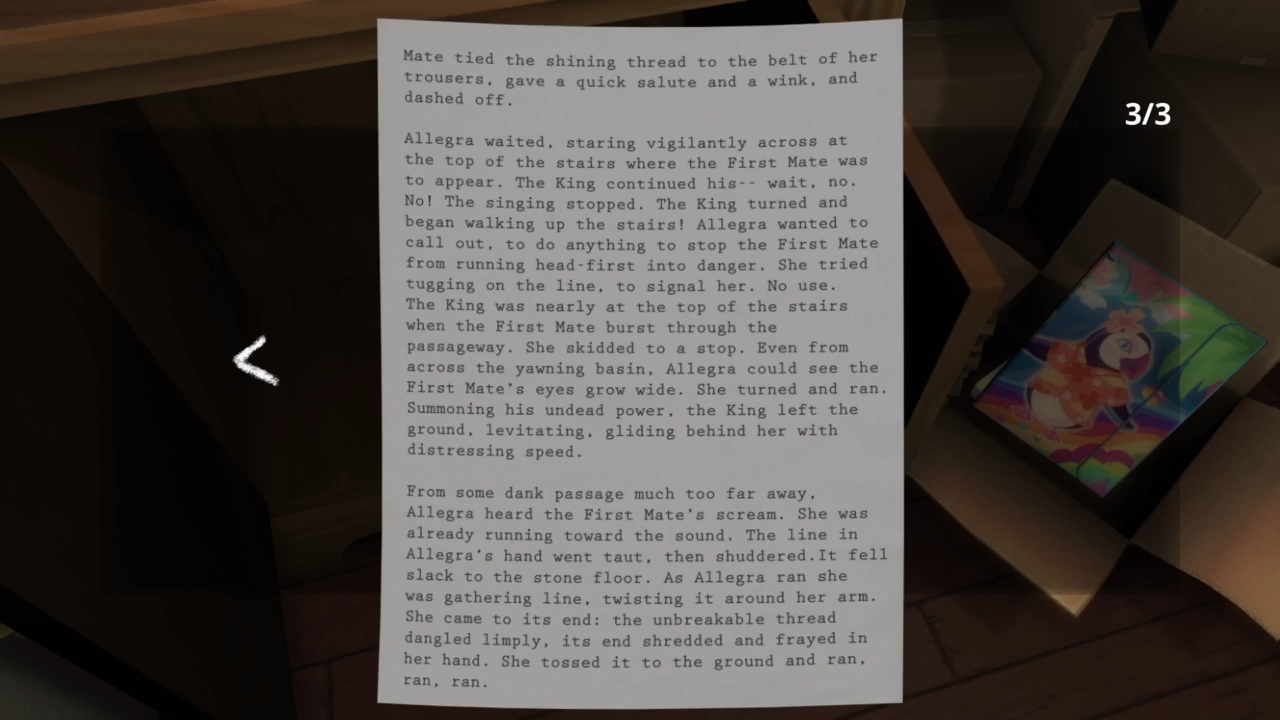 Mate tied the shining thread to the belt of her
trousers, gave a quick salute and a wink, and
dashed off.
Allegra waited, staring vigilantly across at
the top of the stairs where the First Mate was
to appear. The King continued his-- wait, no.
No! The singing stopped. The King turned and
began walking up the stairs! Allegra wanted to
call out, to do anything to stop the First Mate
from running head-first into danger. She tried
tugging on the line, to signal her. No use.
The King was nearly at the top of the stairs
when the First Mate burst through the
passageway. She skidded to a stop. Even from
across the yawning basin, Allegra could see the
First Mate's eyes grow wide. She turned and ran.
Summoning his undead power, the King left the
ground, levitating, gliding behind her with
distressing speed.
From some dank passage much too far away,
Allegra heard the First Mate's scream. She was
already running toward the sound. The line in
Allegra's hand went taut, then shuddered.It fell
slack to the stone floor. As Allegra ran she
was gathering line, twisting it around her arm.
She came to its end: the unbreakable thread
dangled limply, its end shredded and frayed in
her hand. She tossed it to the ground and ran,
ran, ran.
3/3